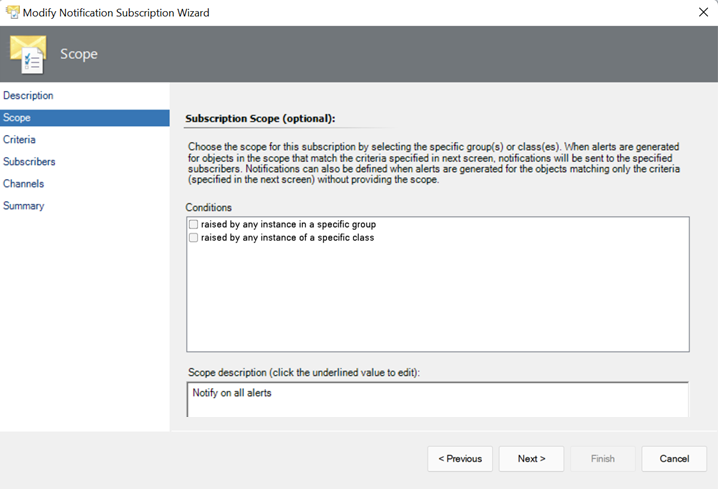 Modify Notification Subscription Wizard
Scope
Description
Scope
Criteria
Subscribers
Channels
Summary
Subscription Scope (optional):
Choose the scope for this subscription by selecting the specific group(s) or class(es). When alerts are generated
for objects in the scope that match the criteria specified in next screen, notifications will be sent to the specified
subscribers. Notifications can also be defined when alerts are generated for the objects matching only the criteria
(specified in the next screen) without providing the scope.
Conditions
raised by any instance in a specific group
raised by any instance of a specific class
Scope description (click the underlined value to edit):
Notify on all alerts
< Previous
Next >
Finish
Cancel